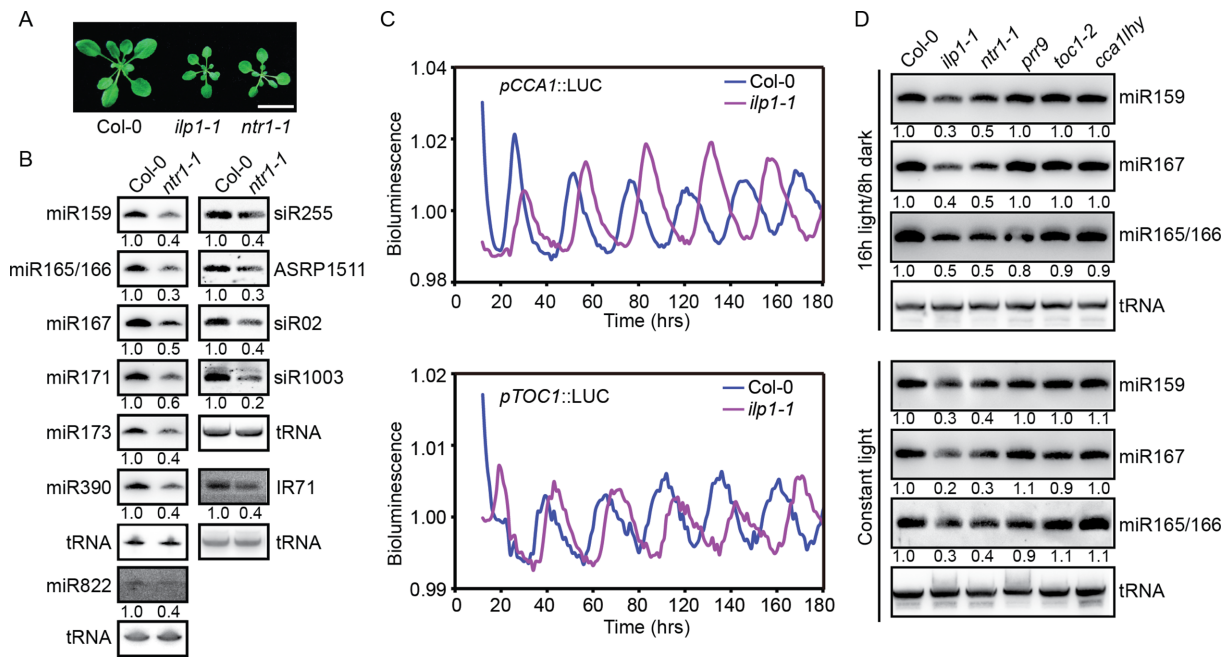 A
Col-0 ilp1-1 ntr1-1
B
Col-0 ntr1-1 Col-0 ntr1-1
miR159 siR255
1.0 0.4 1.0 0.4
miR165/166 ASRP1511
1.0 0.3 1.0 0.3
miR167 siR02
1.0 0.5 1.0 0.4
miR171 siR1003
1.0 0.6 1.0 0.2
miR173 tRNA
1.0 0.4
miR390 IR71
1.0 0.4 1.0 0.4
tRNA tRNA
miR822
1.0 0.4
tRNA
C
1.04
1.02
1.00
0.98
Bioluminescence
pCCA1::LUC
Col-0
ilp1-1
0 20 40 60 80 100 120 140 160 180
Time (hrs)
1.02
1.01
1.00
0.99
Bioluminescence
pTOC1::LUC
Col-0
ilp1-1
0 20 40 60 80 100 120 140 160 180
Time (hrs)
D
Col-0 ilp1-1 ntr1-1 prr9 toc1-2 cca1lhy
16h light/8h dark
miR159
1.0 0.3 0.5 1.0 1.0 1.0
miR167
1.0 0.4 0.5 1.0 1.0 1.0
miR165/166
1.0 0.5 0.5 0.8 0.9 0.9
tRNA
Constant light
miR159
1.0 0.3 0.4 1.0 1.0 1.1
miR167
1.0 0.2 0.3 1.1 0.9 1.0
miR165/166
1.0 0.3 0.4 0.9 1.1 1.1
tRNA